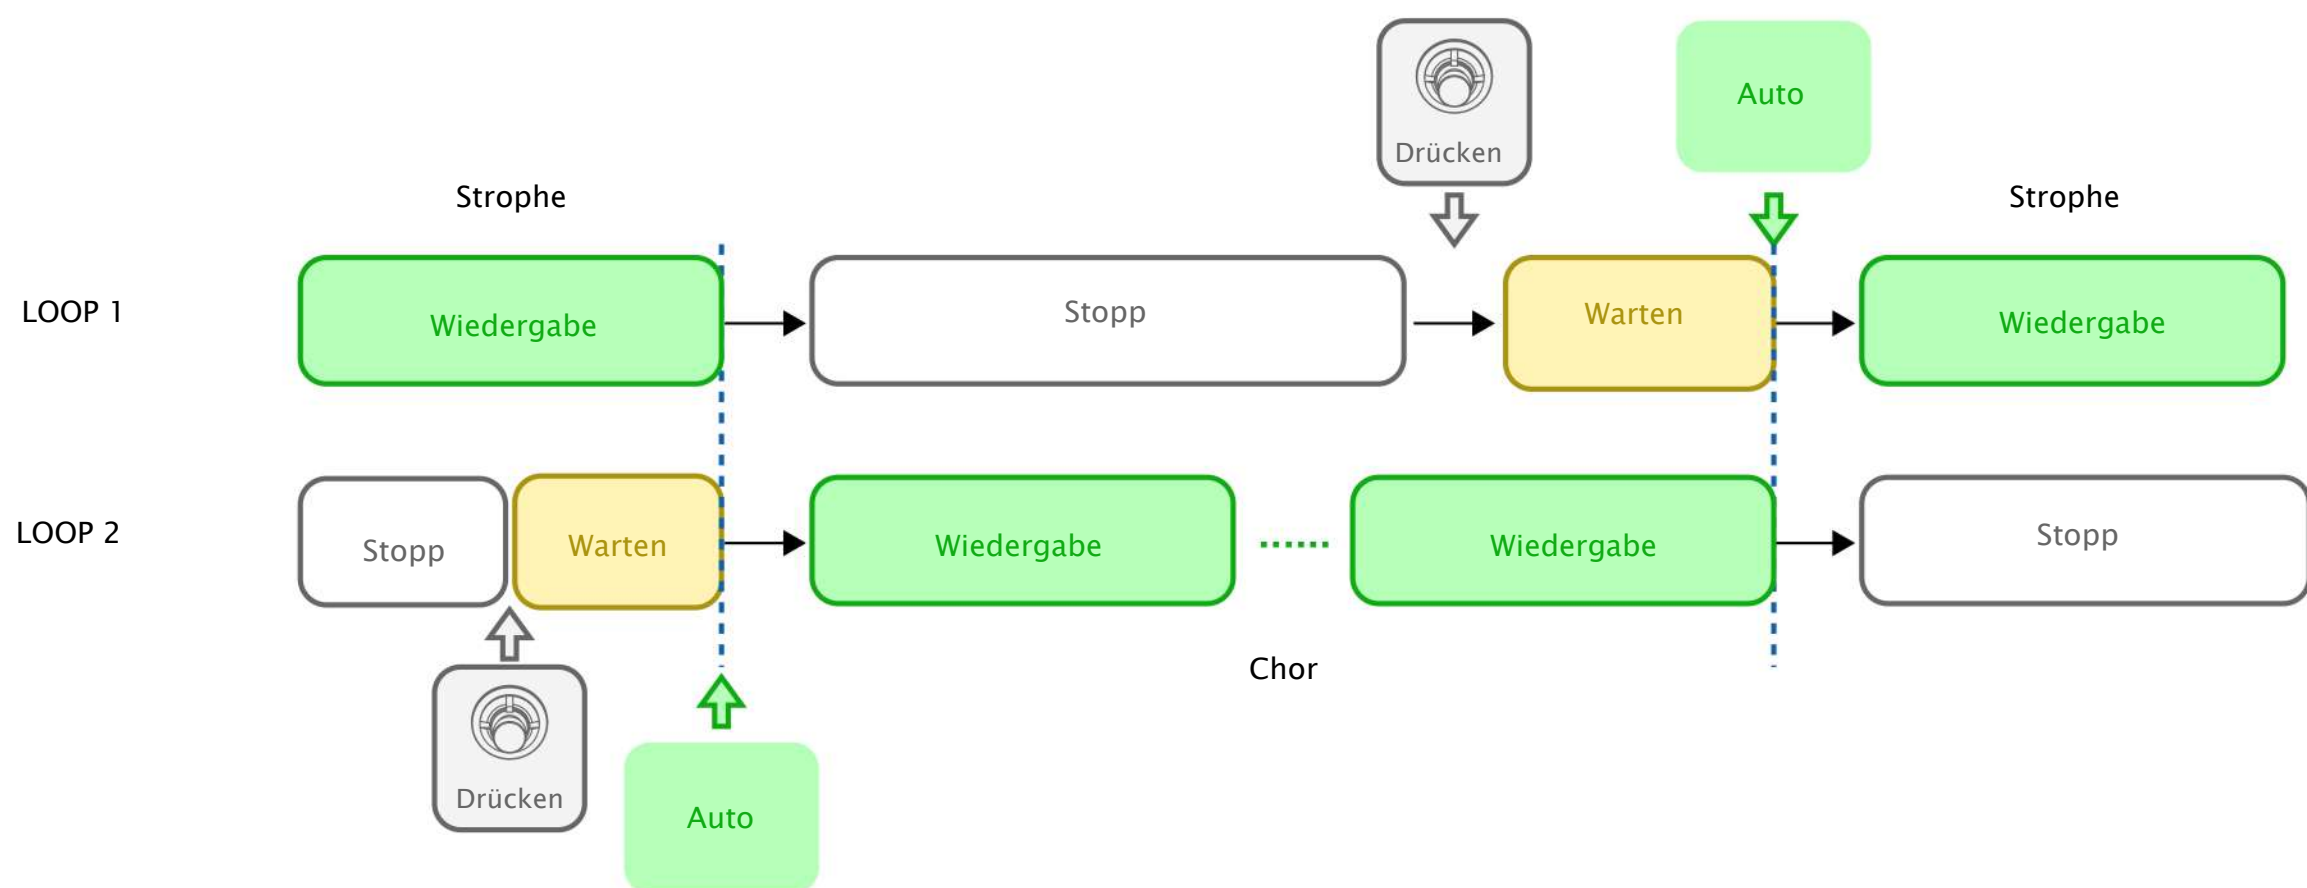 Drücken
Auto
Strophe
Strophe
LOOP 1
Wiedergabe
Stopp
Warten
Wiedergabe
LOOP 2
Stopp
Warten
Wiedergabe
Wiedergabe
Stopp
Chor
Drücken
Auto